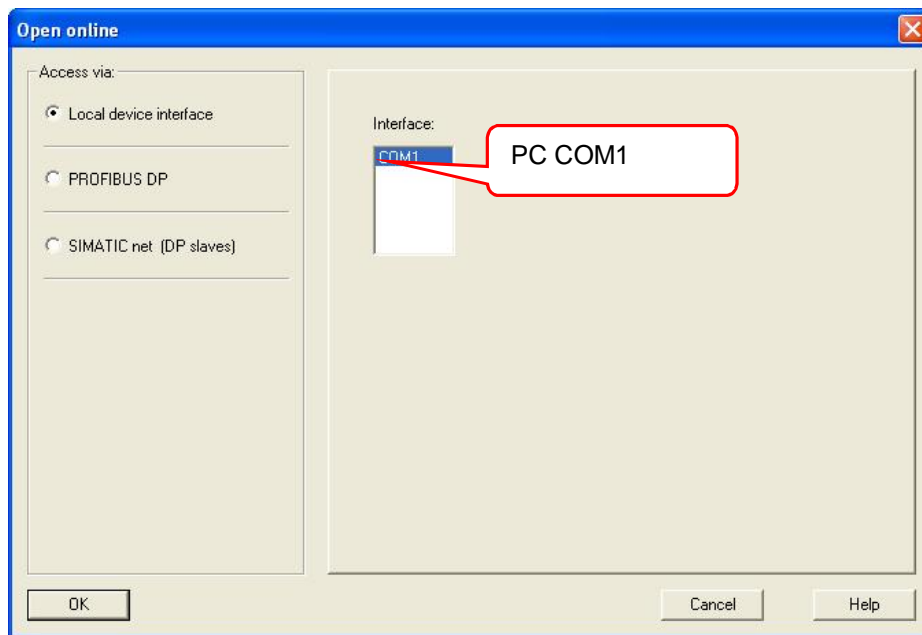 Open online
Access via:
Local device interface
PROFIBUS DP
SIMATIC net (DP slaves)
Interface:
COM1
PC COM1
OK
Cancel
Help